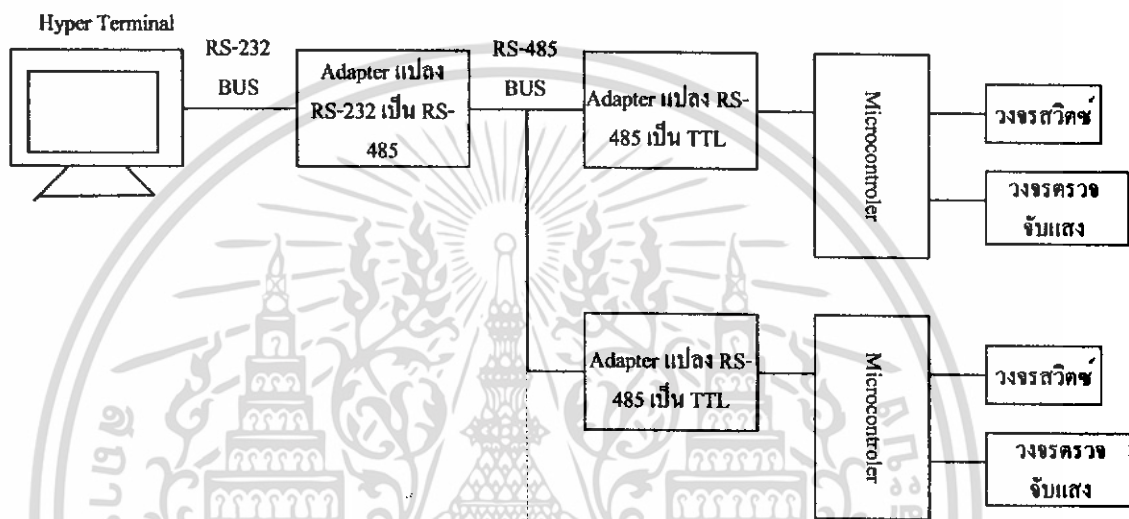 Hyper Terminal
RS-232
BUS
Adapter แปลง
RS-232 เป็น RS-
485
RS-485
BUS
Adapter แปลง RS-
485 เป็น TTL
Microcontroler
วงจรสวิตซ์
วงจรตรวจ
จับแสง
Adapter แปลง RS-
485 เป็น TTL
Microcontroler
วงจรสวิตซ์
วงจรตรวจ
จับแสง